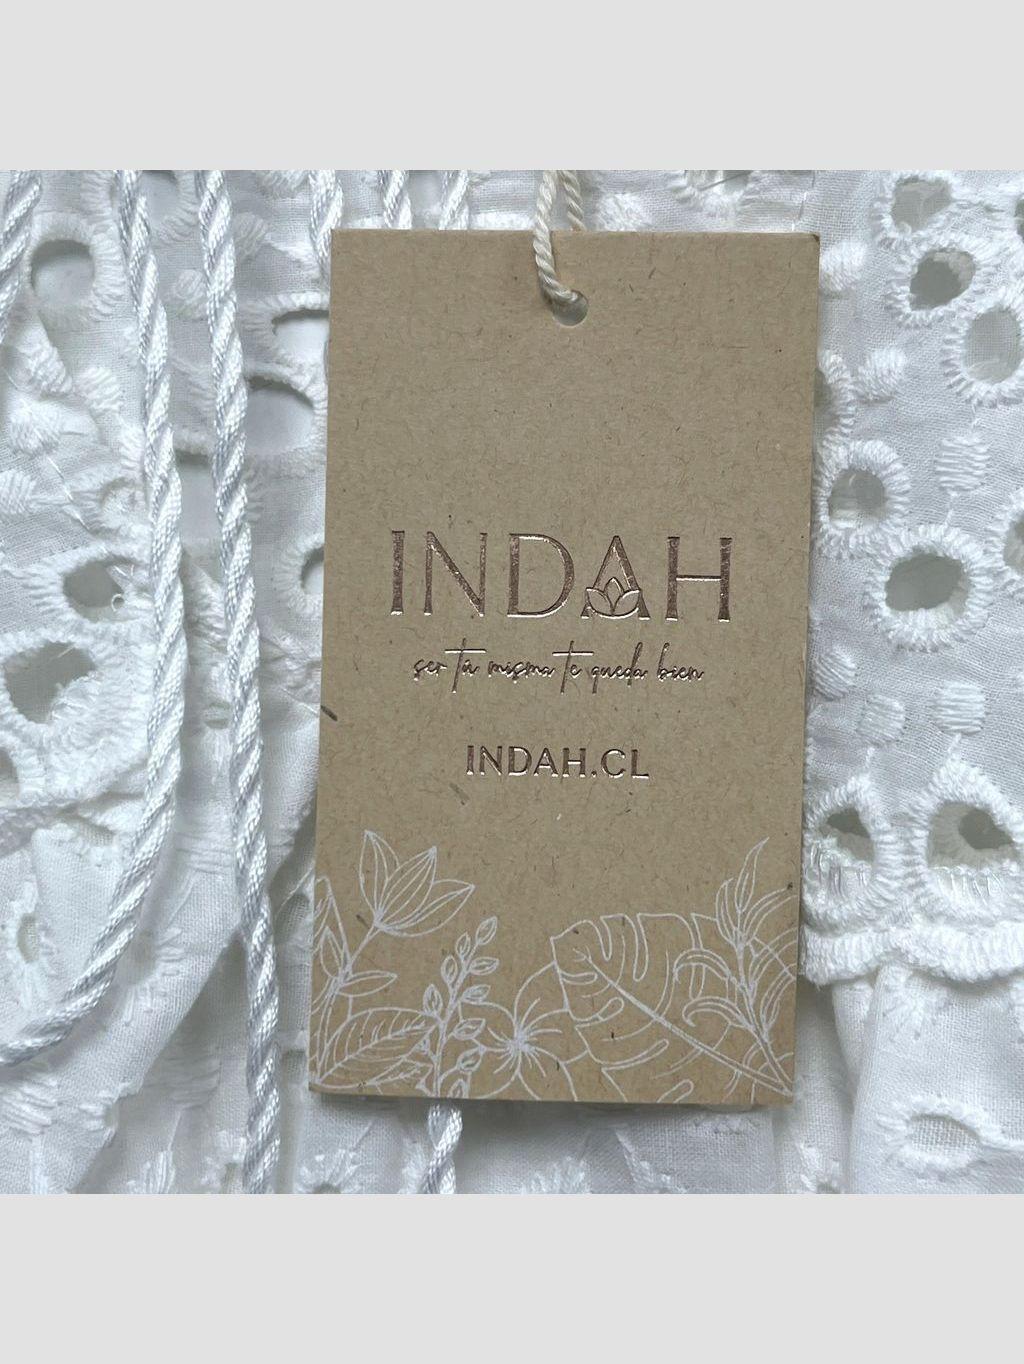 INDAH
ser tú misma te queda bien
INDAH.CL